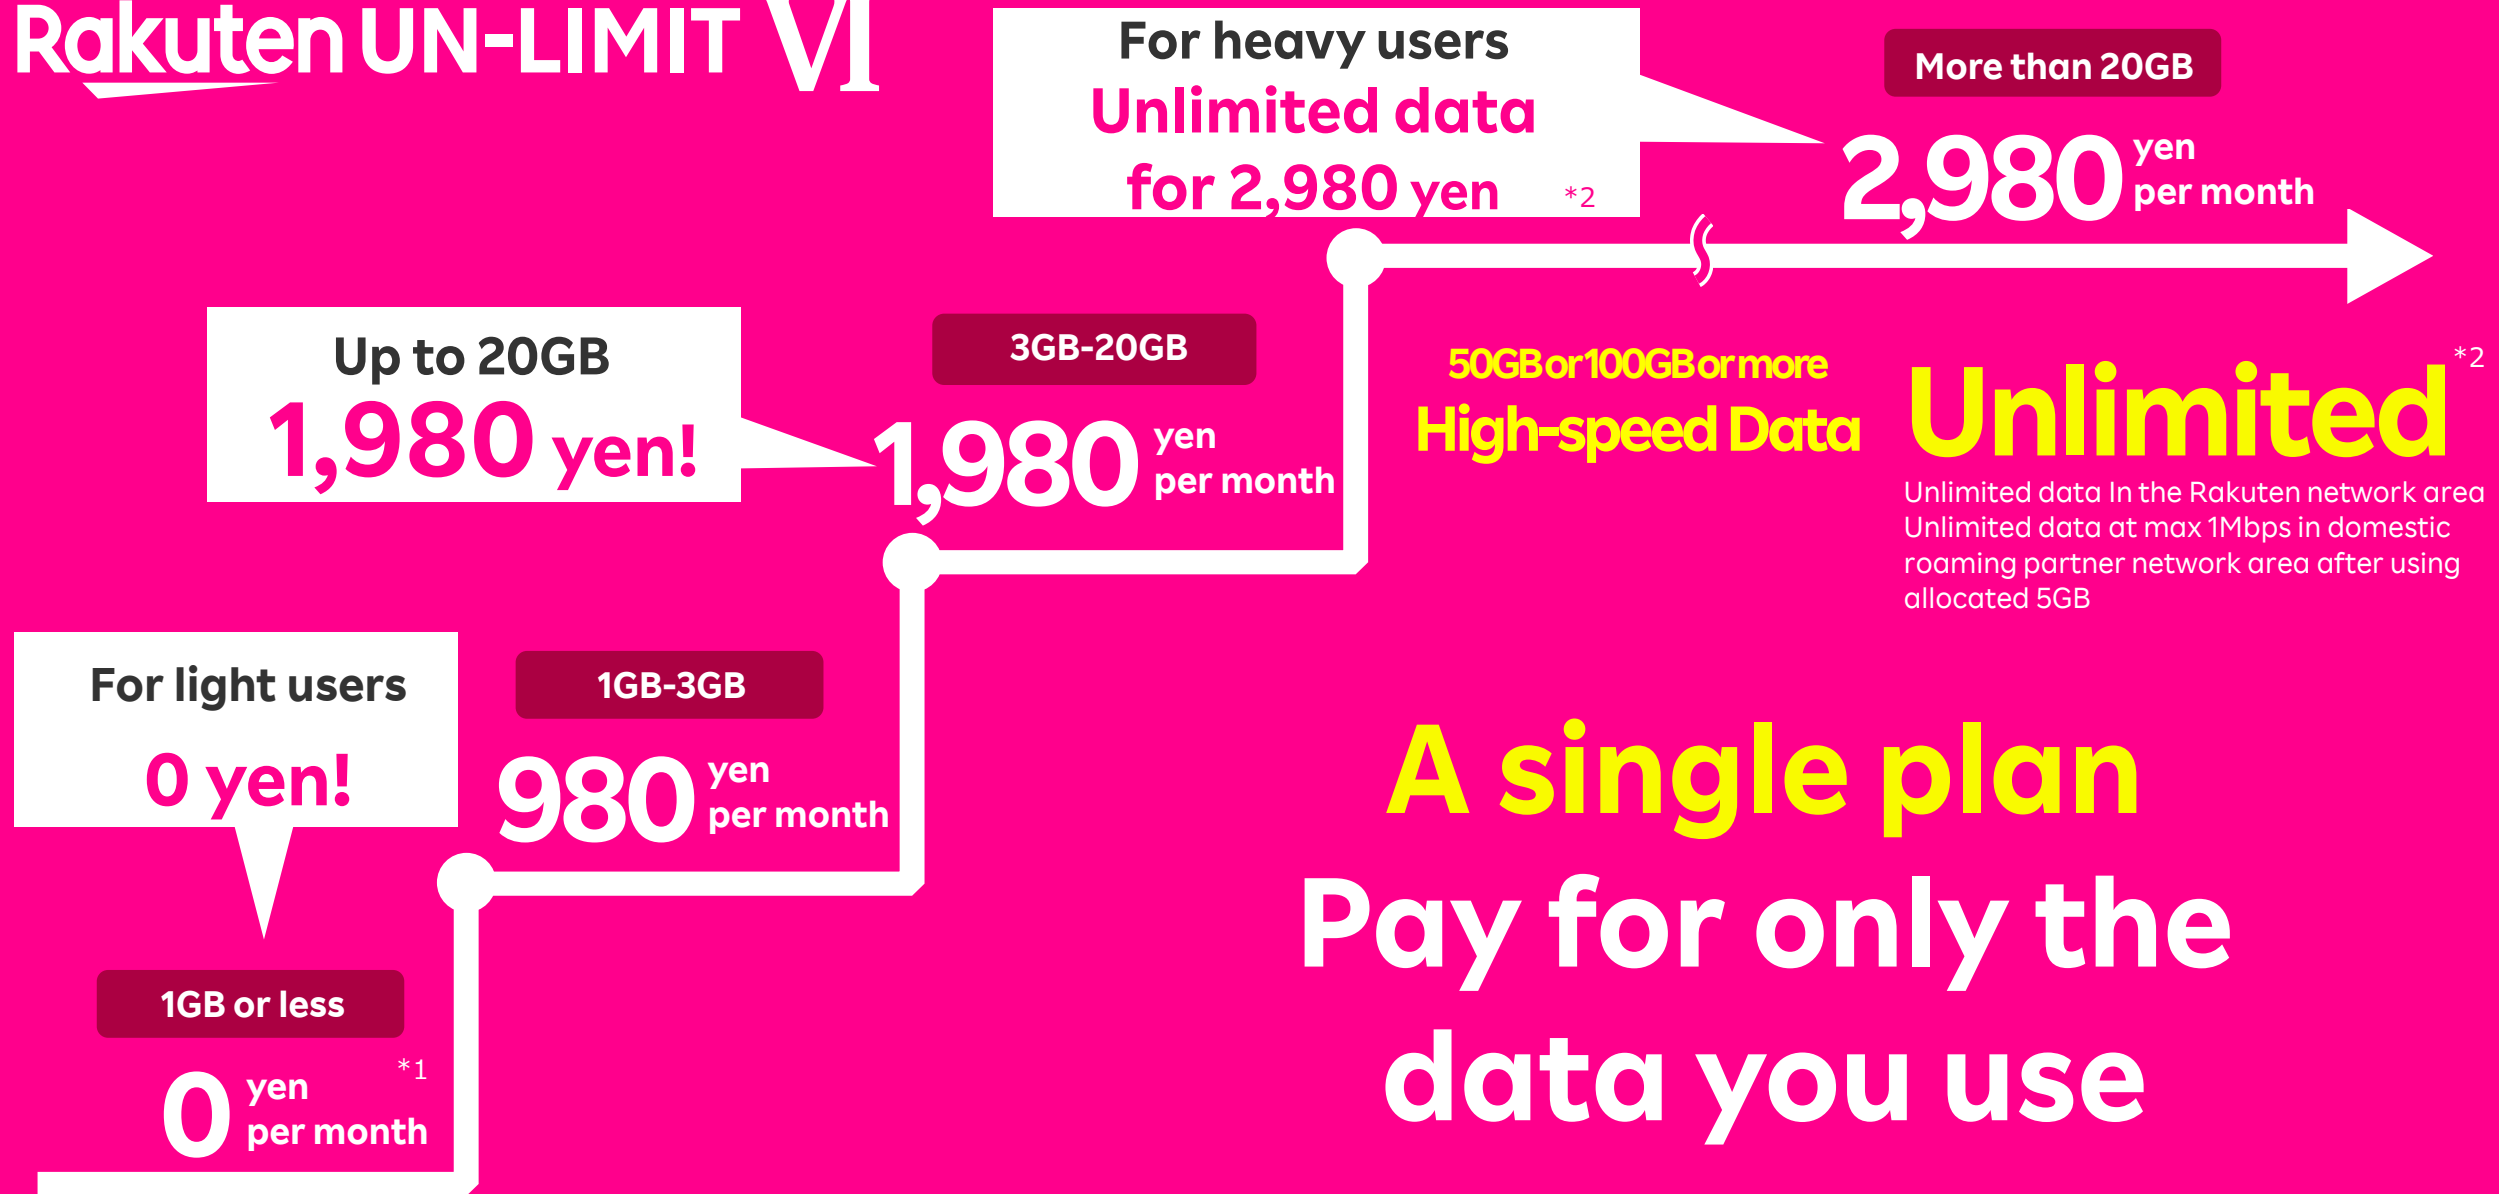 Rakuten UN-LIMIT VI
For heavy users
Unlimited data
for 2,980 yen *2
More than 20GB
2,980 yen
per month
Up to 20GB
1,980 yen!
3GB-20GB
1,980 yen
per month
50GB or 100GB or more
High-speed Data
Unlimited *2
Unlimited data In the Rakuten network area
Unlimited data at max 1Mbps in domestic
roaming partner network area after using
allocated 5GB
For light users
0 yen!
1GB-3GB
980 yen
per month
1GB or less
0 yen
per month *1
A single plan
Pay for only the
data you use